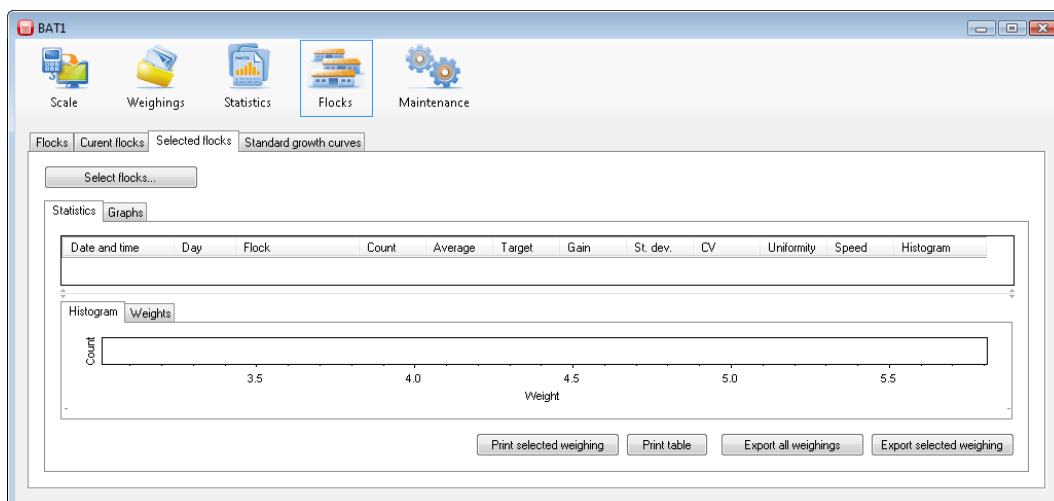 BAT1
Scale Weighings Statistics Flocks Maintenance
Flocks Curent flocks Selected flocks Standard growth curves
Select flocks...
Statistics Graphs
Date and time Day Flock Count Average Target Gain St. dev. CV Uniformity Speed Histogram
Histogram Weights
Count
3.5 4.0 4.5 5.0 5.5
Weight
Print selected weighing Print table Export all weighings Export selected weighing